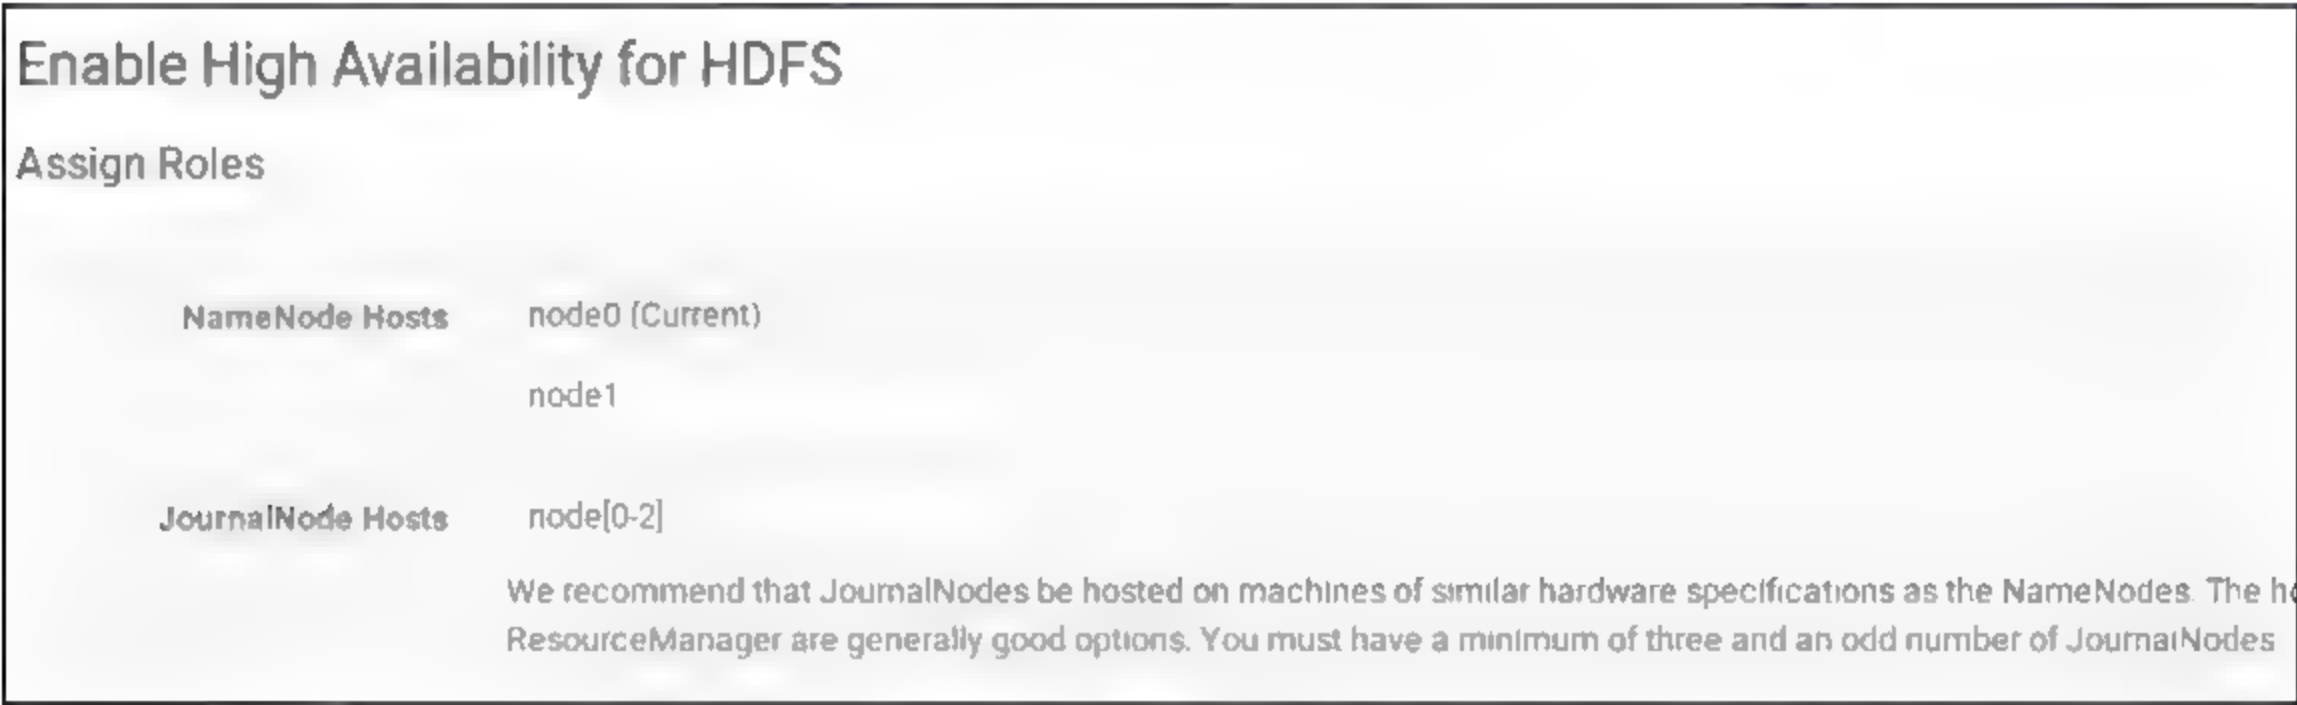 Enable High Availability for HDFS
Assign Roles
NameNode Hosts node0 (Current)
node1
JournalNode Hosts node[0-2]
We recommend that JournalNodes be hosted on machines of similar hardware specifications as the NameNodes. The
ResourceManager are generally good options. You must have a minimum of three and an odd number of JournalNodes